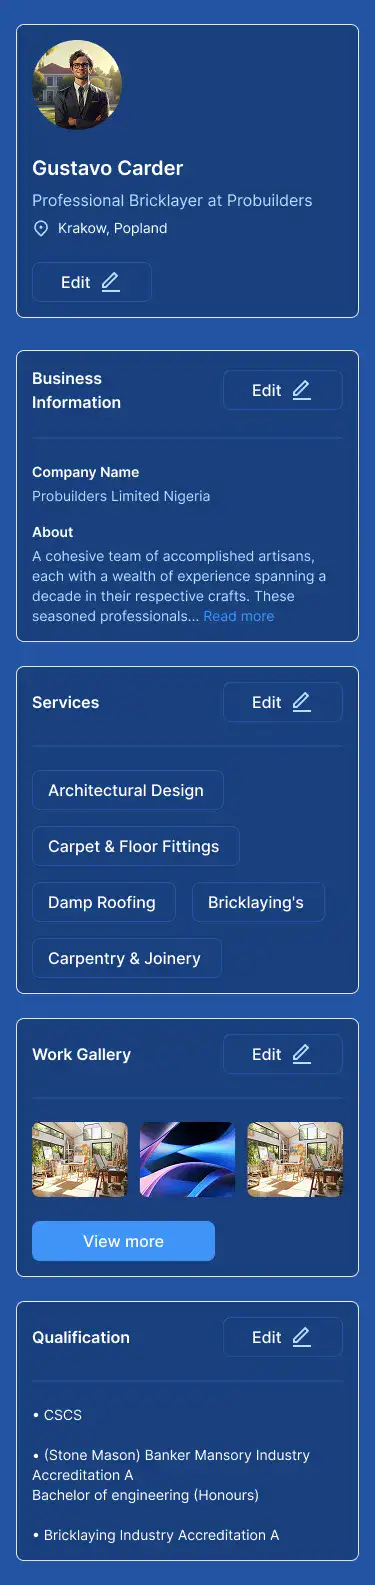 Gustavo Carder
Professional Bricklayer at Probuilders
Krakow, Popland
Edit
Business
Information
Edit
Company Name
Probuilders Limited Nigeria
About
A cohesive team of accomplished artisans,
each with a wealth of experience spanning a
decade in their respective crafts. These
seasoned professionals... Read more
Services
Edit
Architectural Design
Carpet & Floor Fittings
Damp Roofing
Bricklaying's
Carpentry & Joinery
Work Gallery
Edit
View more
Qualification
Edit
• CSCS
• (Stone Mason) Banker Mansory Industry
Accreditation A
Bachelor of engineering (Honours)
• Bricklaying Industry Accreditation A